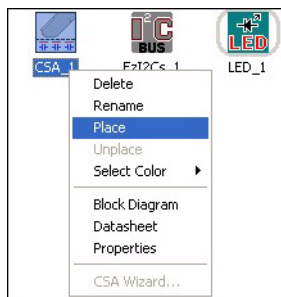 I²C
BUS
LED
CSA_1
EzI2Cs_1
LED_1
Delete
Rename
Place
Unplace
Select Color
Block Diagram
Datasheet
Properties
CSA Wizard...